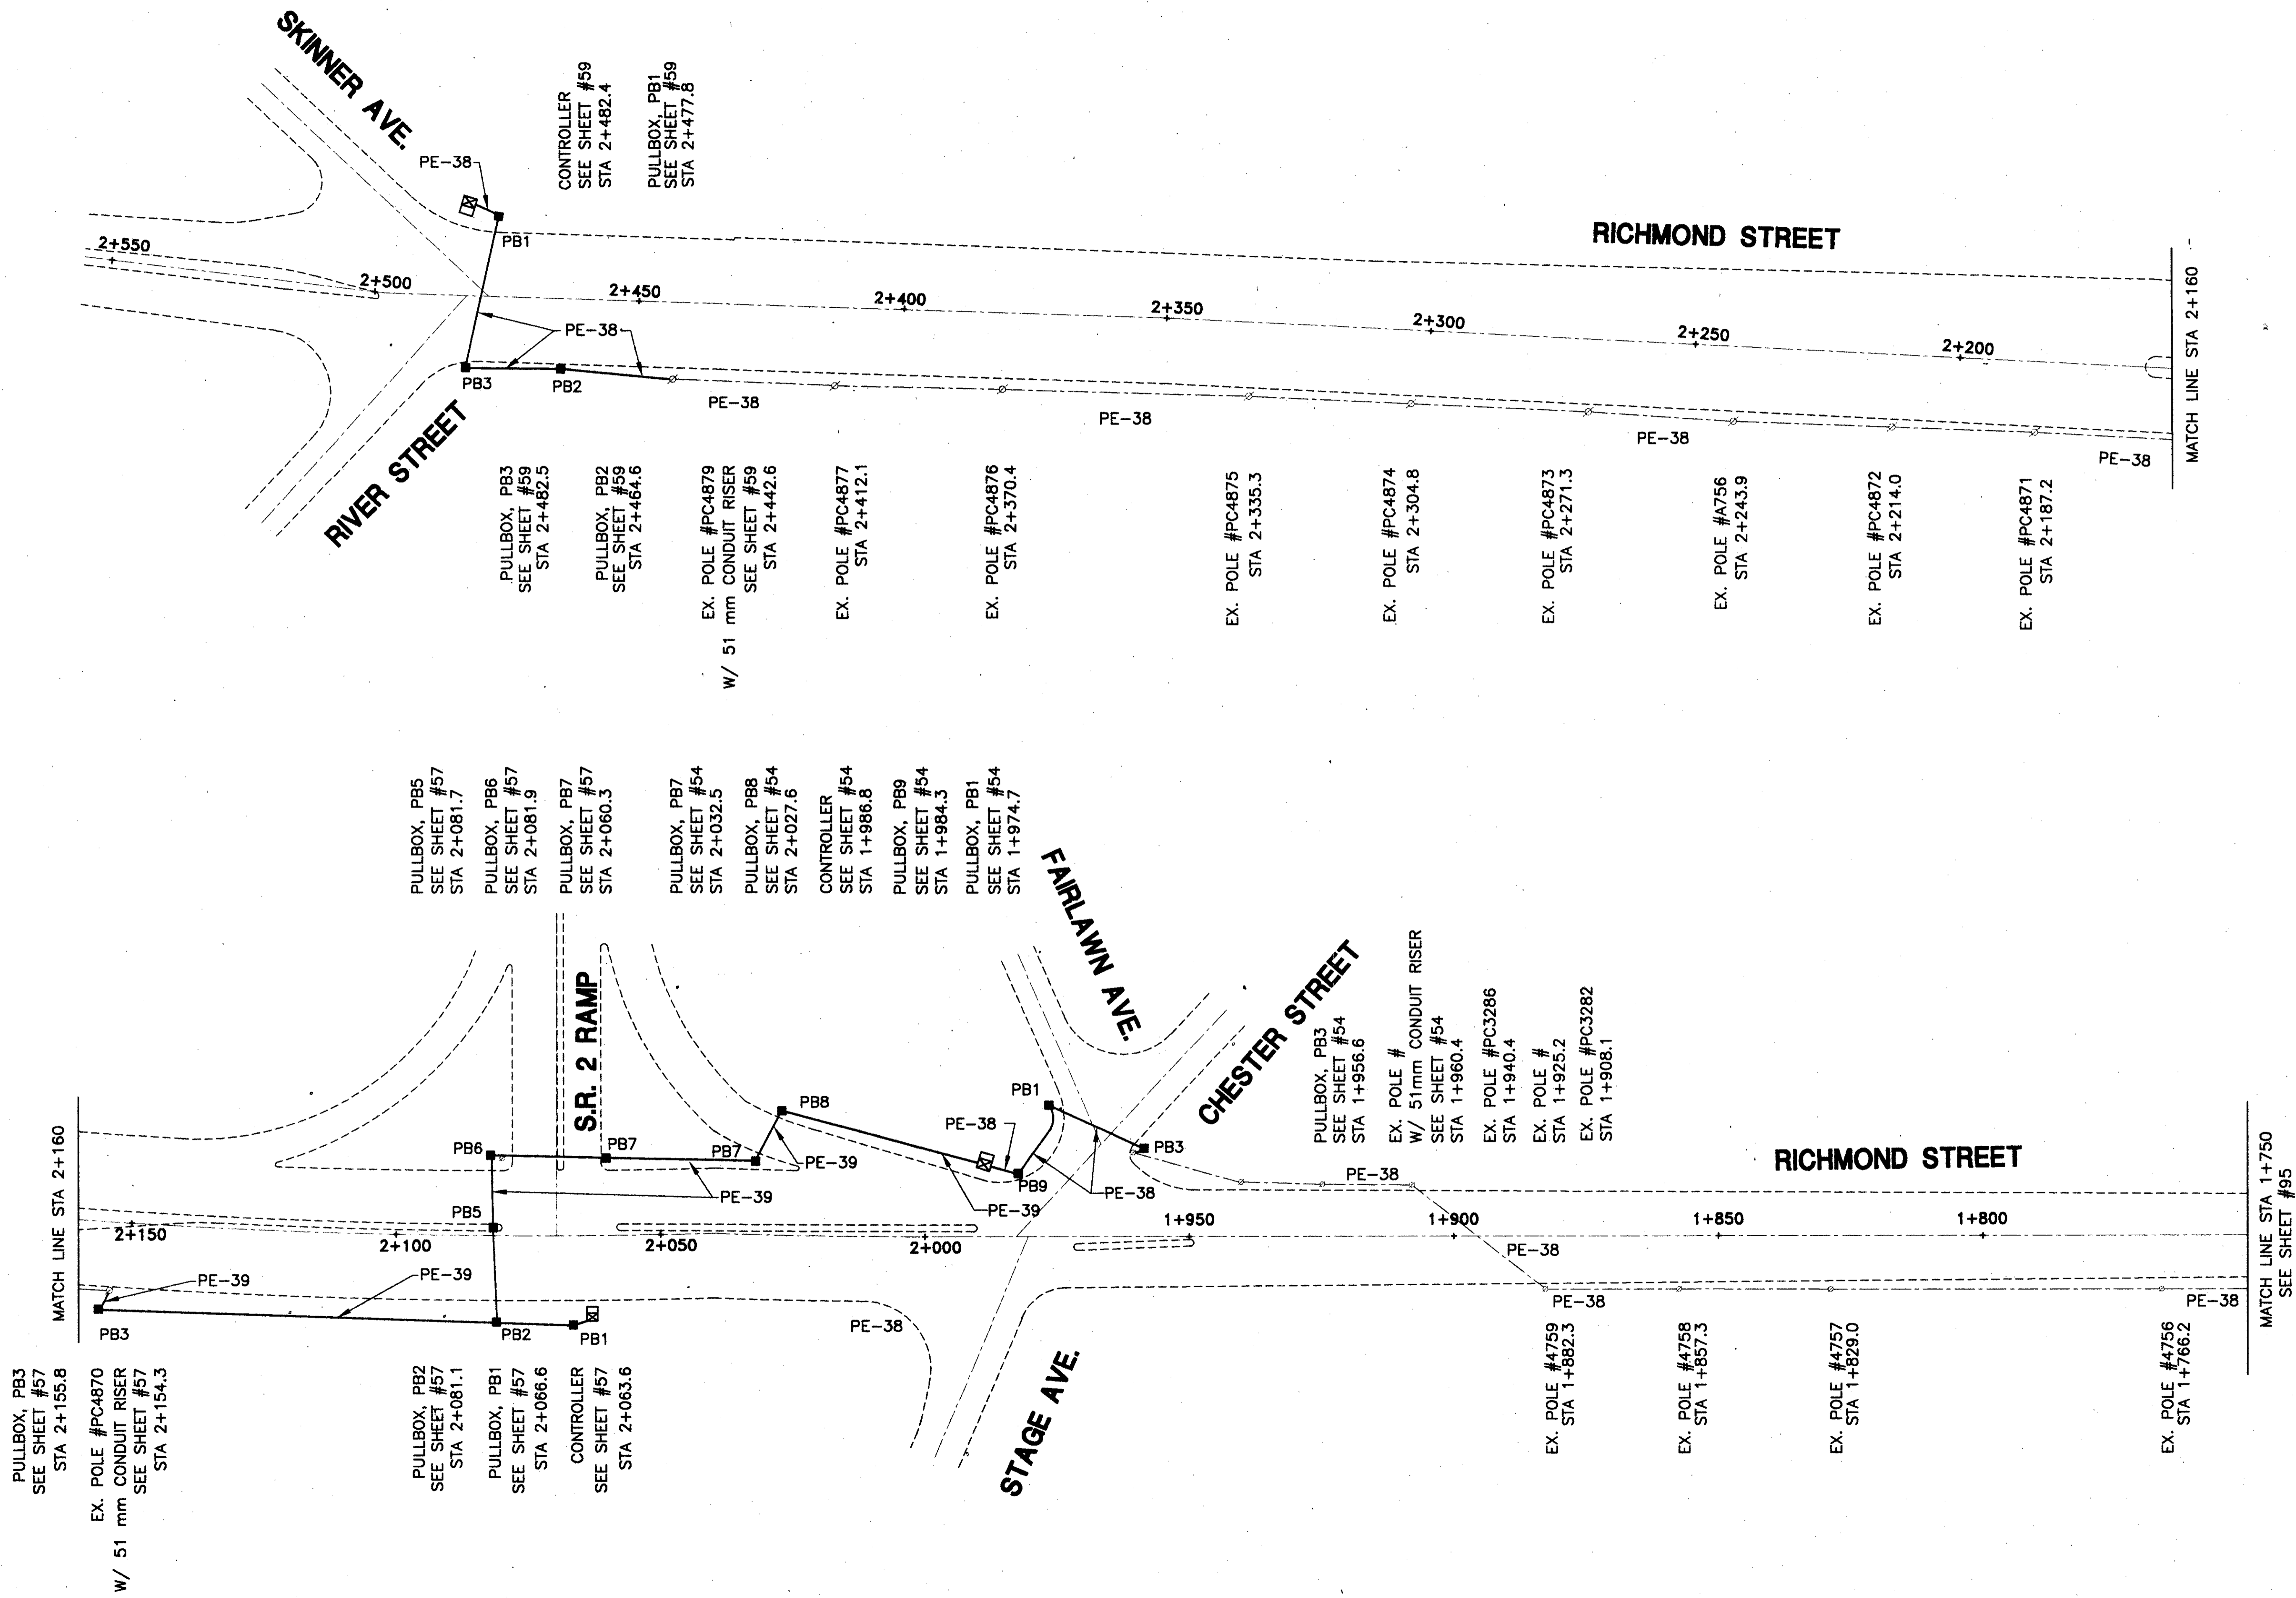 SKINNER AVE.
PE-38
CONTROLLER
SEE SHEET #59
STA 2+482.4
PULLBOX, PB1
SEE SHEET #59
STA 2+477.8
PB1
RICHMOND STREET
2+550
2+500
2+450
2+400
2+350
2+300
2+250
2+200
MATCH LINE STA 2+160
PE-38
PB3
PB2
PE-38
PE-38
PE-38
PE-38
RIVER STREET
PULLBOX, PB3
SEE SHEET #59
STA 2+482.5
PULLBOX, PB2
SEE SHEET #59
STA 2+464.6
EX. POLE #PC4879
W/ 51 mm CONDUIT RISER
SEE SHEET #59
STA 2+442.6
EX. POLE #PC4877
STA 2+412.1
EX. POLE #PC4876
STA 2+370.4
EX. POLE #PC4875
STA 2+335.3
EX. POLE #PC4874
STA 2+304.8
EX. POLE #PC4873
STA 2+271.3
EX. POLE #A756
STA 2+243.9
EX. POLE #PC4872
STA 2+214.0
EX. POLE #PC4871
STA 2+187.2
PULLBOX, PB5
SEE SHEET #57
STA 2+081.7
PULLBOX, PB6
SEE SHEET #57
STA 2+081.9
PULLBOX, PB7
SEE SHEET #57
STA 2+060.3
PULLBOX, PB7
SEE SHEET #54
STA 2+032.5
PULLBOX, PB8
SEE SHEET #54
STA 2+027.6
CONTROLLER
SEE SHEET #54
STA 1+986.8
PULLBOX, PB9
SEE SHEET #54
STA 1+984.3
PULLBOX, PB1
SEE SHEET #54
STA 1+974.7
FAIRLAWN AVE.
CHESTER STREET
S.R. 2 RAMP
PULLBOX, PB3
SEE SHEET #54
STA 1+956.6
EX. POLE #
W/ 51mm CONDUIT RISER
SEE SHEET #54
STA 1+960.4
EX. POLE #PC3286
STA 1+940.4
EX. POLE #
STA 1+925.2
EX. POLE #PC3282
STA 1+908.1
MATCH LINE STA 2+160
PB6
PB7
PB7
PB8
PB1
PE-38
PB3
PE-39
PB9
PE-38
PE-38
PE-39
PE-39
PB5
RICHMOND STREET
2+150
2+100
2+050
2+000
1+950
1+900
1+850
1+800
PE-38
MATCH LINE STA 1+750
SEE SHEET #95
PE-39
PE-39
PB3
PB2
PB1
PE-38
PE-38
PE-38
STAGE AVE.
PULLBOX, PB3
SEE SHEET #57
STA 2+155.8
EX. POLE #PC4870
W/ 51 mm CONDUIT RISER
SEE SHEET #57
STA 2+154.3
PULLBOX, PB2
SEE SHEET #57
STA 2+081.1
PULLBOX, PB1
SEE SHEET #57
STA 2+066.6
CONTROLLER
SEE SHEET #57
STA 2+063.6
EX. POLE #4759
STA 1+882.3
EX. POLE #4758
STA 1+857.3
EX. POLE #4757
STA 1+829.0
EX. POLE #4756
STA 1+766.2